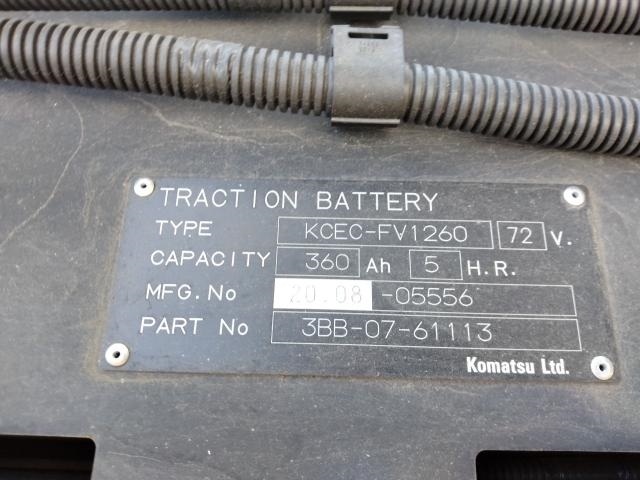 TRACTION BATTERY
TYPE KCEC-FV1260 72 V.
CAPACITY 360 Ah 5 H.R.
MFG.No 20.08 -05556
PART No 3BB-07-61113
Komatsu Ltd.